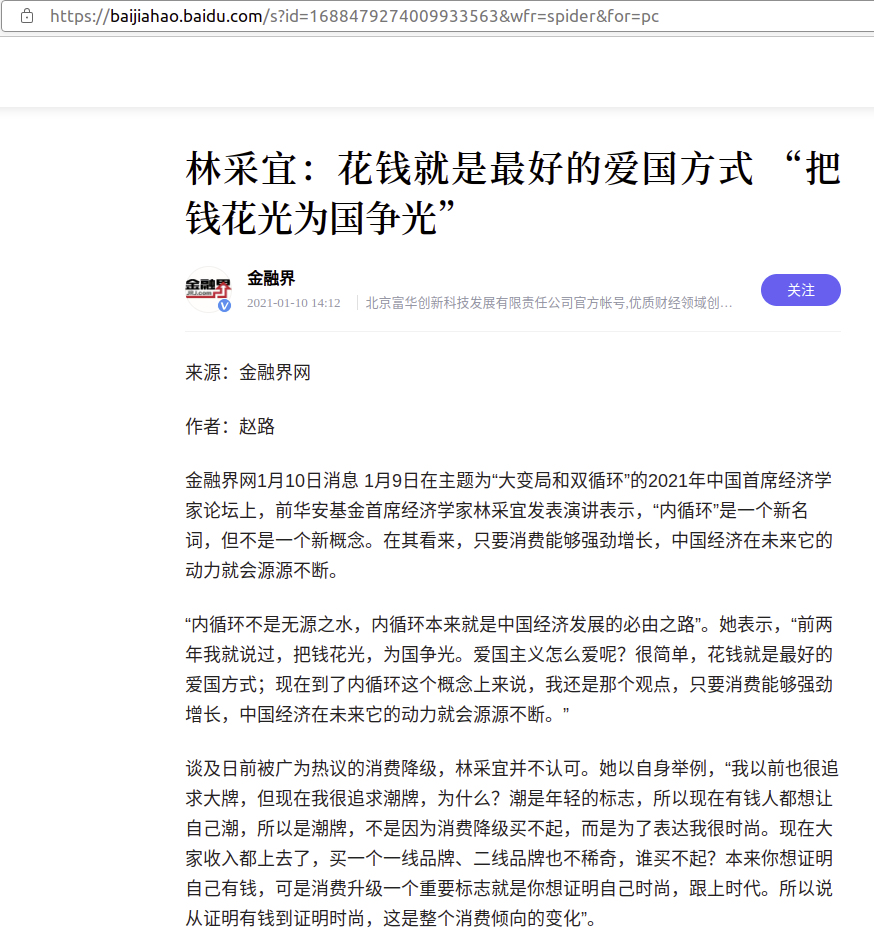 https://baijiahao.baidu.com/s?id=1688479274009933563&wfr=spider&for=pc
林采宜：花钱就是最好的爱国方式 “把
钱花光为国争光”
金融界
JRJ.com
金融界
V
2021-01-10 14:12
北京富华创新科技发展有限责任公司官方帐号,优质财经领域创…
关注
来源：金融界网
作者：赵路
金融界网1月10日消息 1月9日在主题为“大变局和双循环”的2021年中国首席经济学
家论坛上，前华安基金首席经济学家林采宜发表演讲表示，“内循环”是一个新名
词，但不是一个新概念。在其看来，只要消费能够强劲增长，中国经济在未来它的
动力就会源源不断。
“内循环不是无源之水，内循环本来就是中国经济发展的必由之路”。她表示，“前两
年我就说过，把钱花光，为国争光。爱国主义怎么爱呢？很简单，花钱就是最好的
爱国方式；现在到了内循环这个概念上来说，我还是那个观点，只要消费能够强劲
增长，中国经济在未来它的动力就会源源不断。”
谈及日前被广为热议的消费降级，林采宜并不认可。她以自身举例，“我以前也很追
求大牌，但现在我很追求潮牌，为什么？潮是年轻的标志，所以现在有钱人都想让
自己潮，所以是潮牌，不是因为消费降级买不起，而是为了表达我很时尚。现在大
家收入都上去了，买一个一线品牌、二线品牌也不稀奇，谁买不起？本来你想证明
自己有钱，可是消费升级一个重要标志就是你想证明自己时尚，跟上时代。所以说
从证明有钱到证明时尚，这是整个消费倾向的变化”。